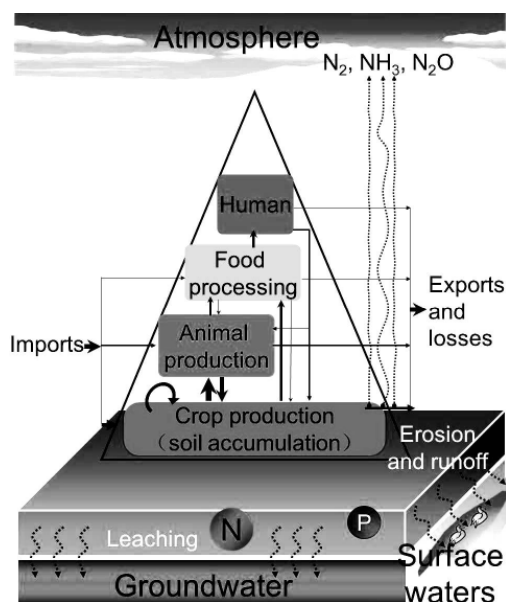 Atmosphere
N₂, NH₃, N₂O
Human
Food
processing
Exports
and
losses
Imports
Animal
production
Crop production
（soil accumulation）
Erosion
and runoff
N
P
Leaching
Surface
waters
Groundwater